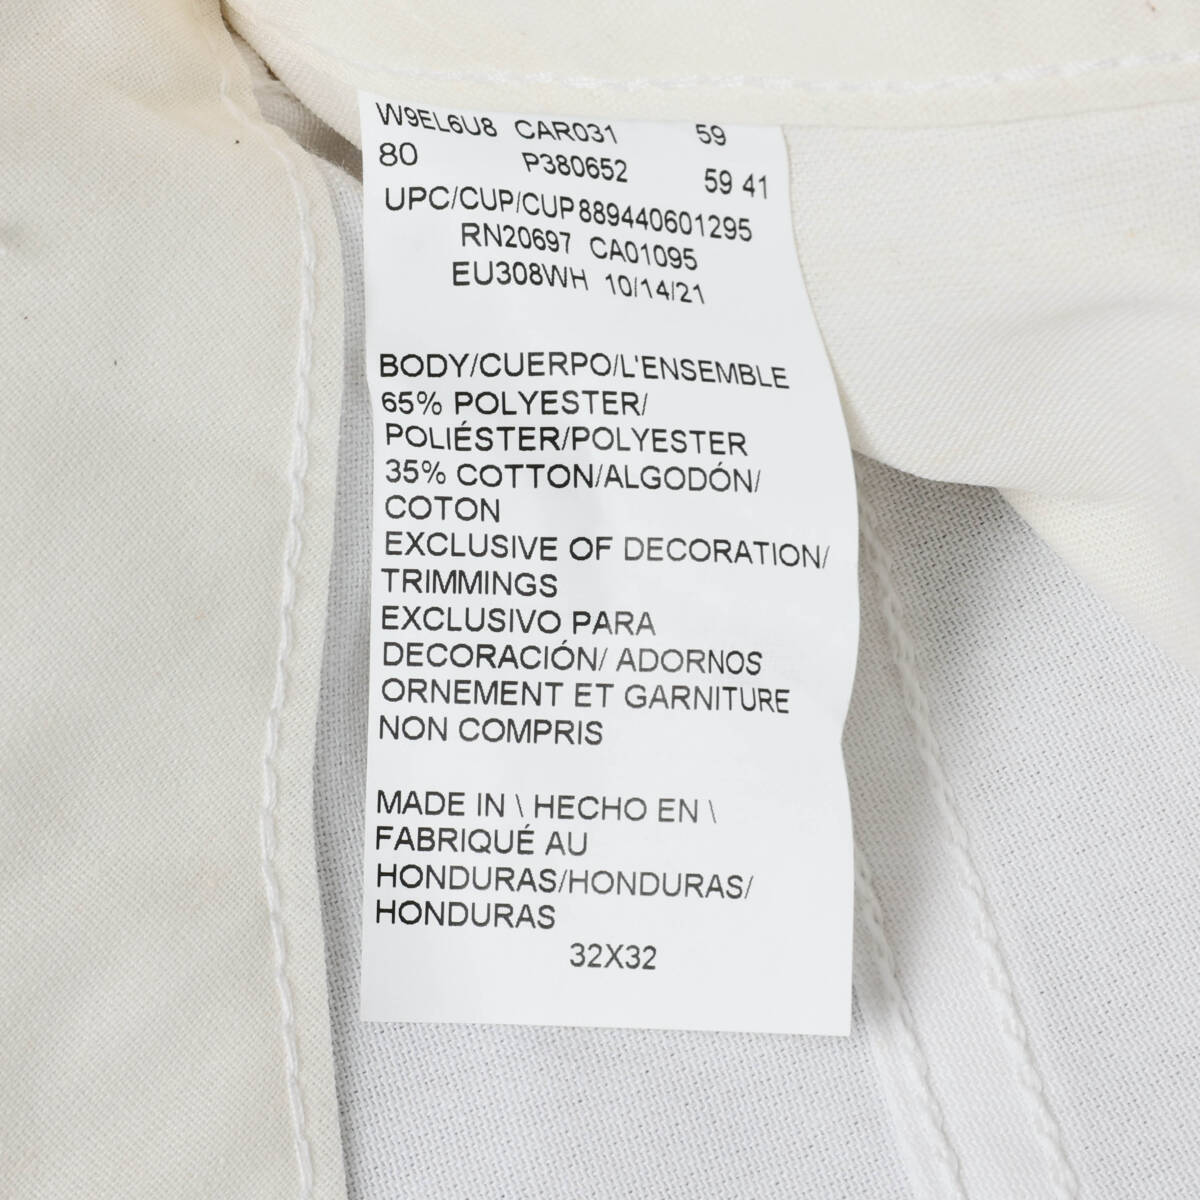 W9EL6U8 CAR031 59
80 P380652 59 41
UPC/CUP/CUP889440601295
RN20697 CA01095
EU308WH 10/14/21
BODY/CUERPO/L'ENSEMBLE
65% POLYESTER/
POLIÉSTER/POLYESTER
35% COTTON/ALGODÓN/
COTON
EXCLUSIVE OF DECORATION/
TRIMMINGS
EXCLUSIVO PARA
DECORACIÓN/ ADORNOS
ORNEMENT ET GARNITURE
NON COMPRIS
MADE IN \ HECHO EN \
FABRIQUÉ AU
HONDURAS/HONDURAS/
HONDURAS
32X32